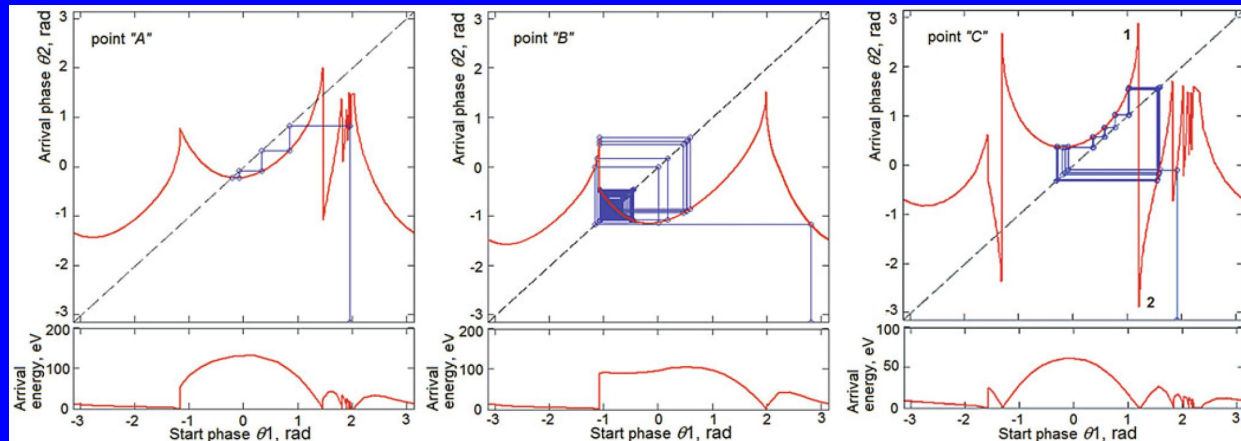 point "A"
Arrival phase θ2, rad
3
2
1
0
-1
-2
-3
Arrival energy, eV
200
100
0
-3 -2 -1 0 1 2 3
point "B"
Arrival phase θ2, rad
3
2
1
0
-1
-2
-3
Arrival
energy, eV
200
100
0
-3 -2 -1 0 1 2 3
Start phase θ1, rad
point "C"
1
2
Arrival phase θ2, rad
3
2
1
0
-1
-2
-3
Arrival
energy, eV
100
50
0
-3 -2 -1 0 1 2 3
Start phase θ1, rad
Start phase θ1, rad